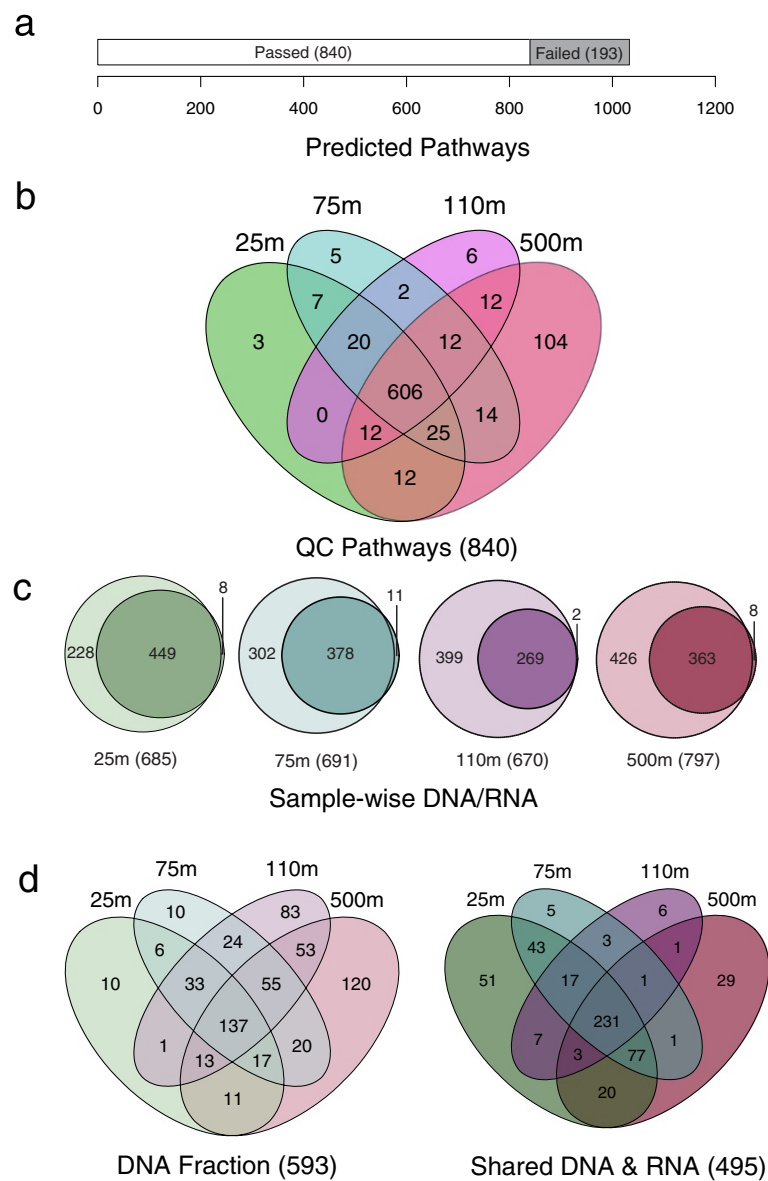 a
Passed (840) Failed (193)
0 200 400 600 800 1000 1200
Predicted Pathways
b
75m 110m
25m 500m
5 6
7 2 12
3 20 12 104
606
0 12 25 14
12
QC Pathways (840)
c
8 11 2 8
228 449 302 378 399 269 426 363
25m (685) 75m (691) 110m (670) 500m (797)
Sample-wise DNA/RNA
d
75m 110m
25m 500m
10 83
6 24 53
10 33 55 120
137
1 13 17 20
11
DNA Fraction (593)
75m 110m
25m 500m
5 6
43 3 1
51 17 1 29
231
7 3 77 1
20
Shared DNA & RNA (495)